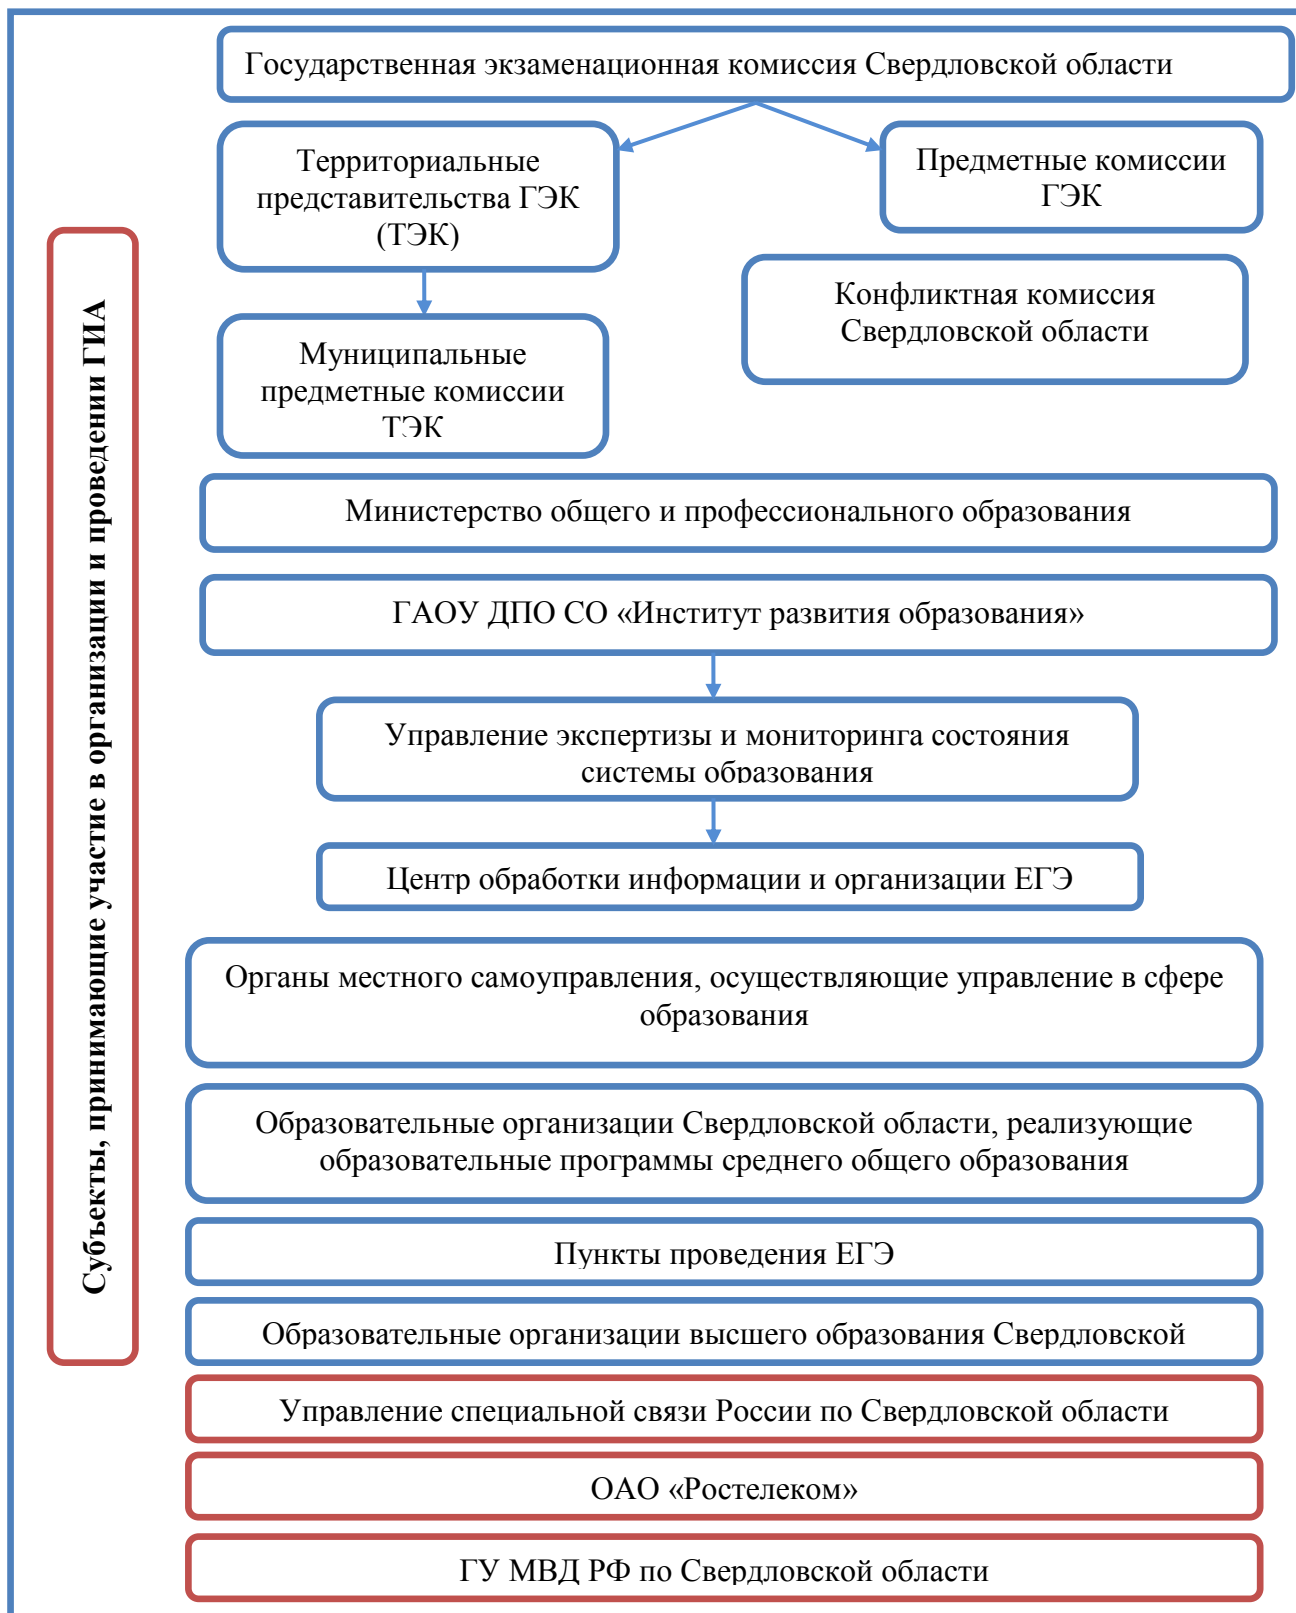 Государственная экзаменационная комиссия Свердловской области
Территориальные
представительства ГЭК
(ТЭК)
Предметные комиссии
ГЭК
Конфликтная комиссия
Свердловской области
Муниципальные
предметные комиссии
ТЭК
Субъекты, принимающие участие в организации и проведении ГИА
Министерство общего и профессионального образования
ГАОУ ДПО СО «Институт развития образования»
Управление экспертизы и мониторинга состояния
системы образования
Центр обработки информации и организации ЕГЭ
Органы местного самоуправления, осуществляющие управление в сфере
образования
Образовательные организации Свердловской области, реализующие
образовательные программы среднего общего образования
Пункты проведения ЕГЭ
Образовательные организации высшего образования Свердловской
Управление специальной связи России по Свердловской области
ОАО «Ростелеком»
ГУ МВД РФ по Свердловской области